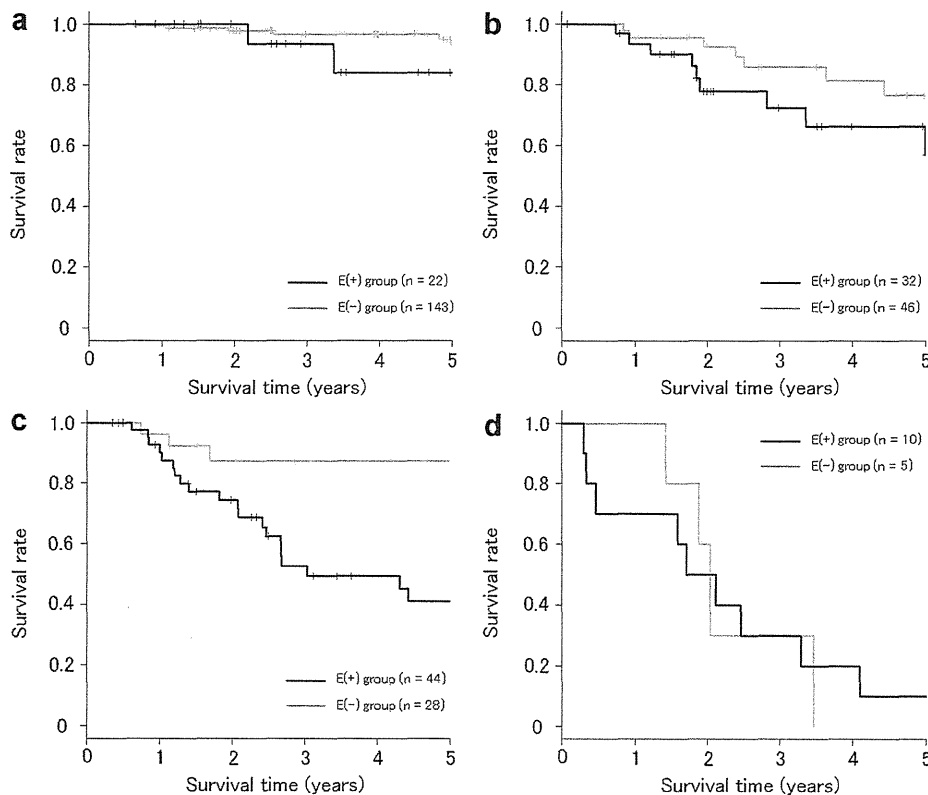 a
1.0
0.8
0.6
0.4
0.2
0
Survival rate
E(+) group (n = 22)
E(−) group (n = 143)
0 1 2 3 4 5
Survival time (years)
b
1.0
0.8
0.6
0.4
0.2
0
Survival rate
E(+) group (n = 32)
E(−) group (n = 46)
0 1 2 3 4 5
Survival time (years)
c
1.0
0.8
0.6
0.4
0.2
0
Survival rate
E(+) group (n = 44)
E(−) group (n = 28)
0 1 2 3 4 5
Survival time (years)
d
1.0
0.8
0.6
0.4
0.2
0
Survival rate
E(+) group (n = 10)
E(−) group (n = 5)
0 1 2 3 4 5
Survival time (years)